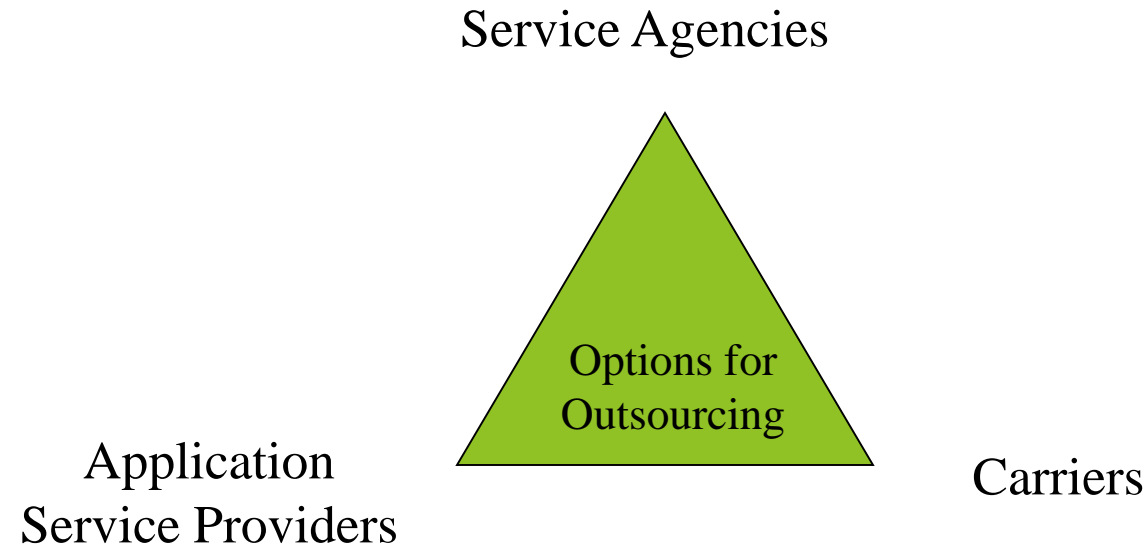 Service Agencies
Options for
Outsourcing
Application
Service Providers
Carriers